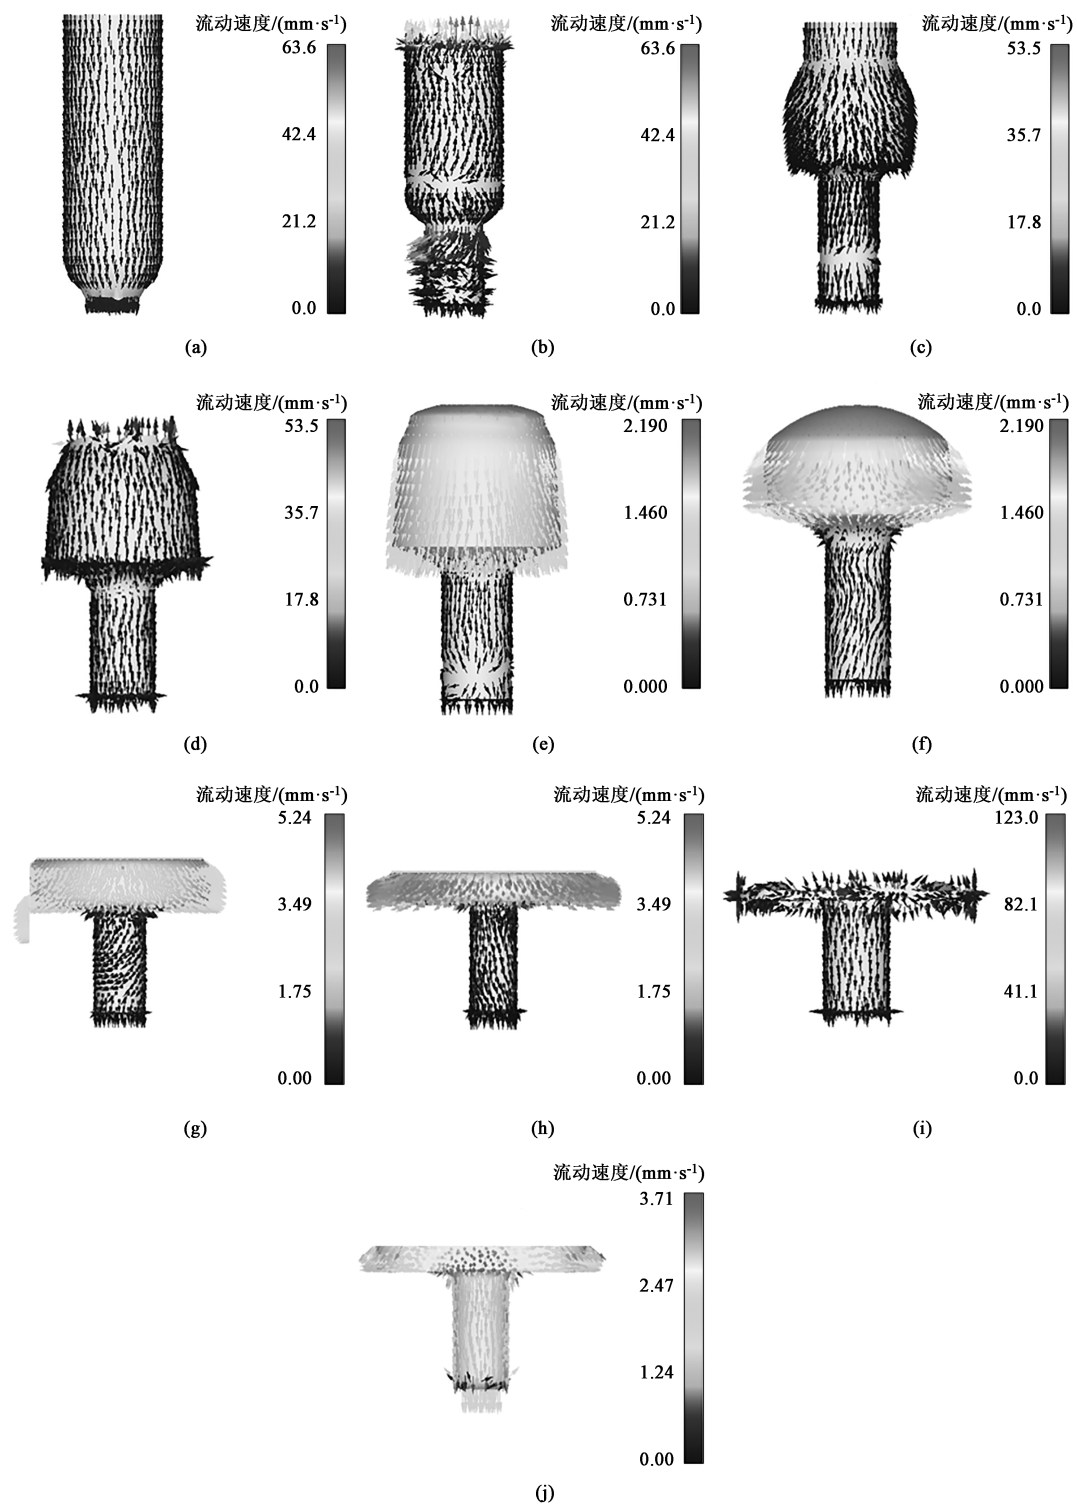 流动速度/(mm·s-1) 流动速度/(mm·s-1) 流动速度/(mm·s-1)
63.6 63.6 53.5
42.4 42.4 35.7
21.2 21.2 17.8
0.0 0.0 0.0
(a) (b) (c)
流动速度/(mm·s-1) 流动速度/(mm·s-1) 流动速度/(mm·s-1)
53.5 2.190 2.190
35.7 1.460 1.460
17.8 0.731 0.731
0.0 0.000 0.000
(d) (e) (f)
流动速度/(mm·s-1) 流动速度/(mm·s-1) 流动速度/(mm·s-1)
5.24 5.24 123.0
3.49 3.49 82.1
1.75 1.75 41.1
0.00 0.00 0.0
(g) (h) (i)
流动速度/(mm·s-1)
3.71
2.47
1.24
0.00
(j)